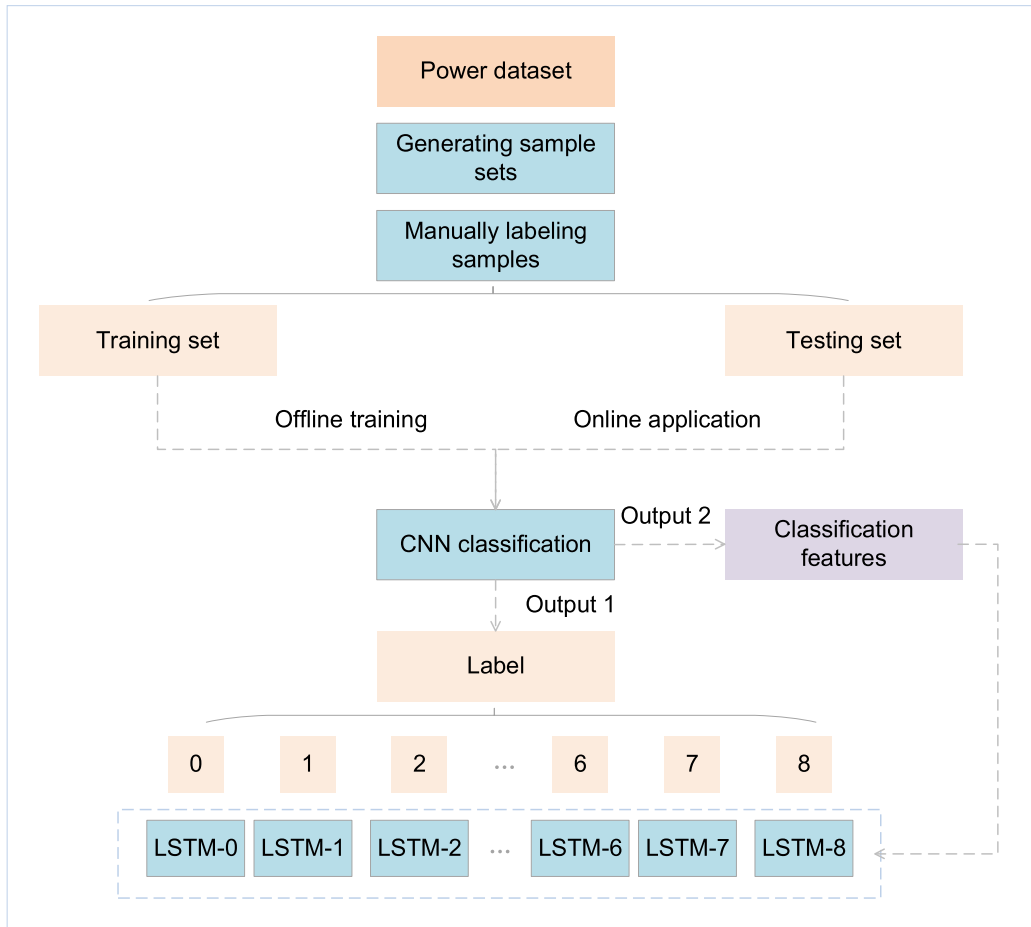 Power dataset
Generating sample
sets
Manually labeling
samples
Training set
Testing set
Offline training
Online application
Output 2
CNN classification
Classification
features
Output 1
Label
0 1 2 ... 6 7 8
LSTM-0 LSTM-1 LSTM-2 ... LSTM-6 LSTM-7 LSTM-8